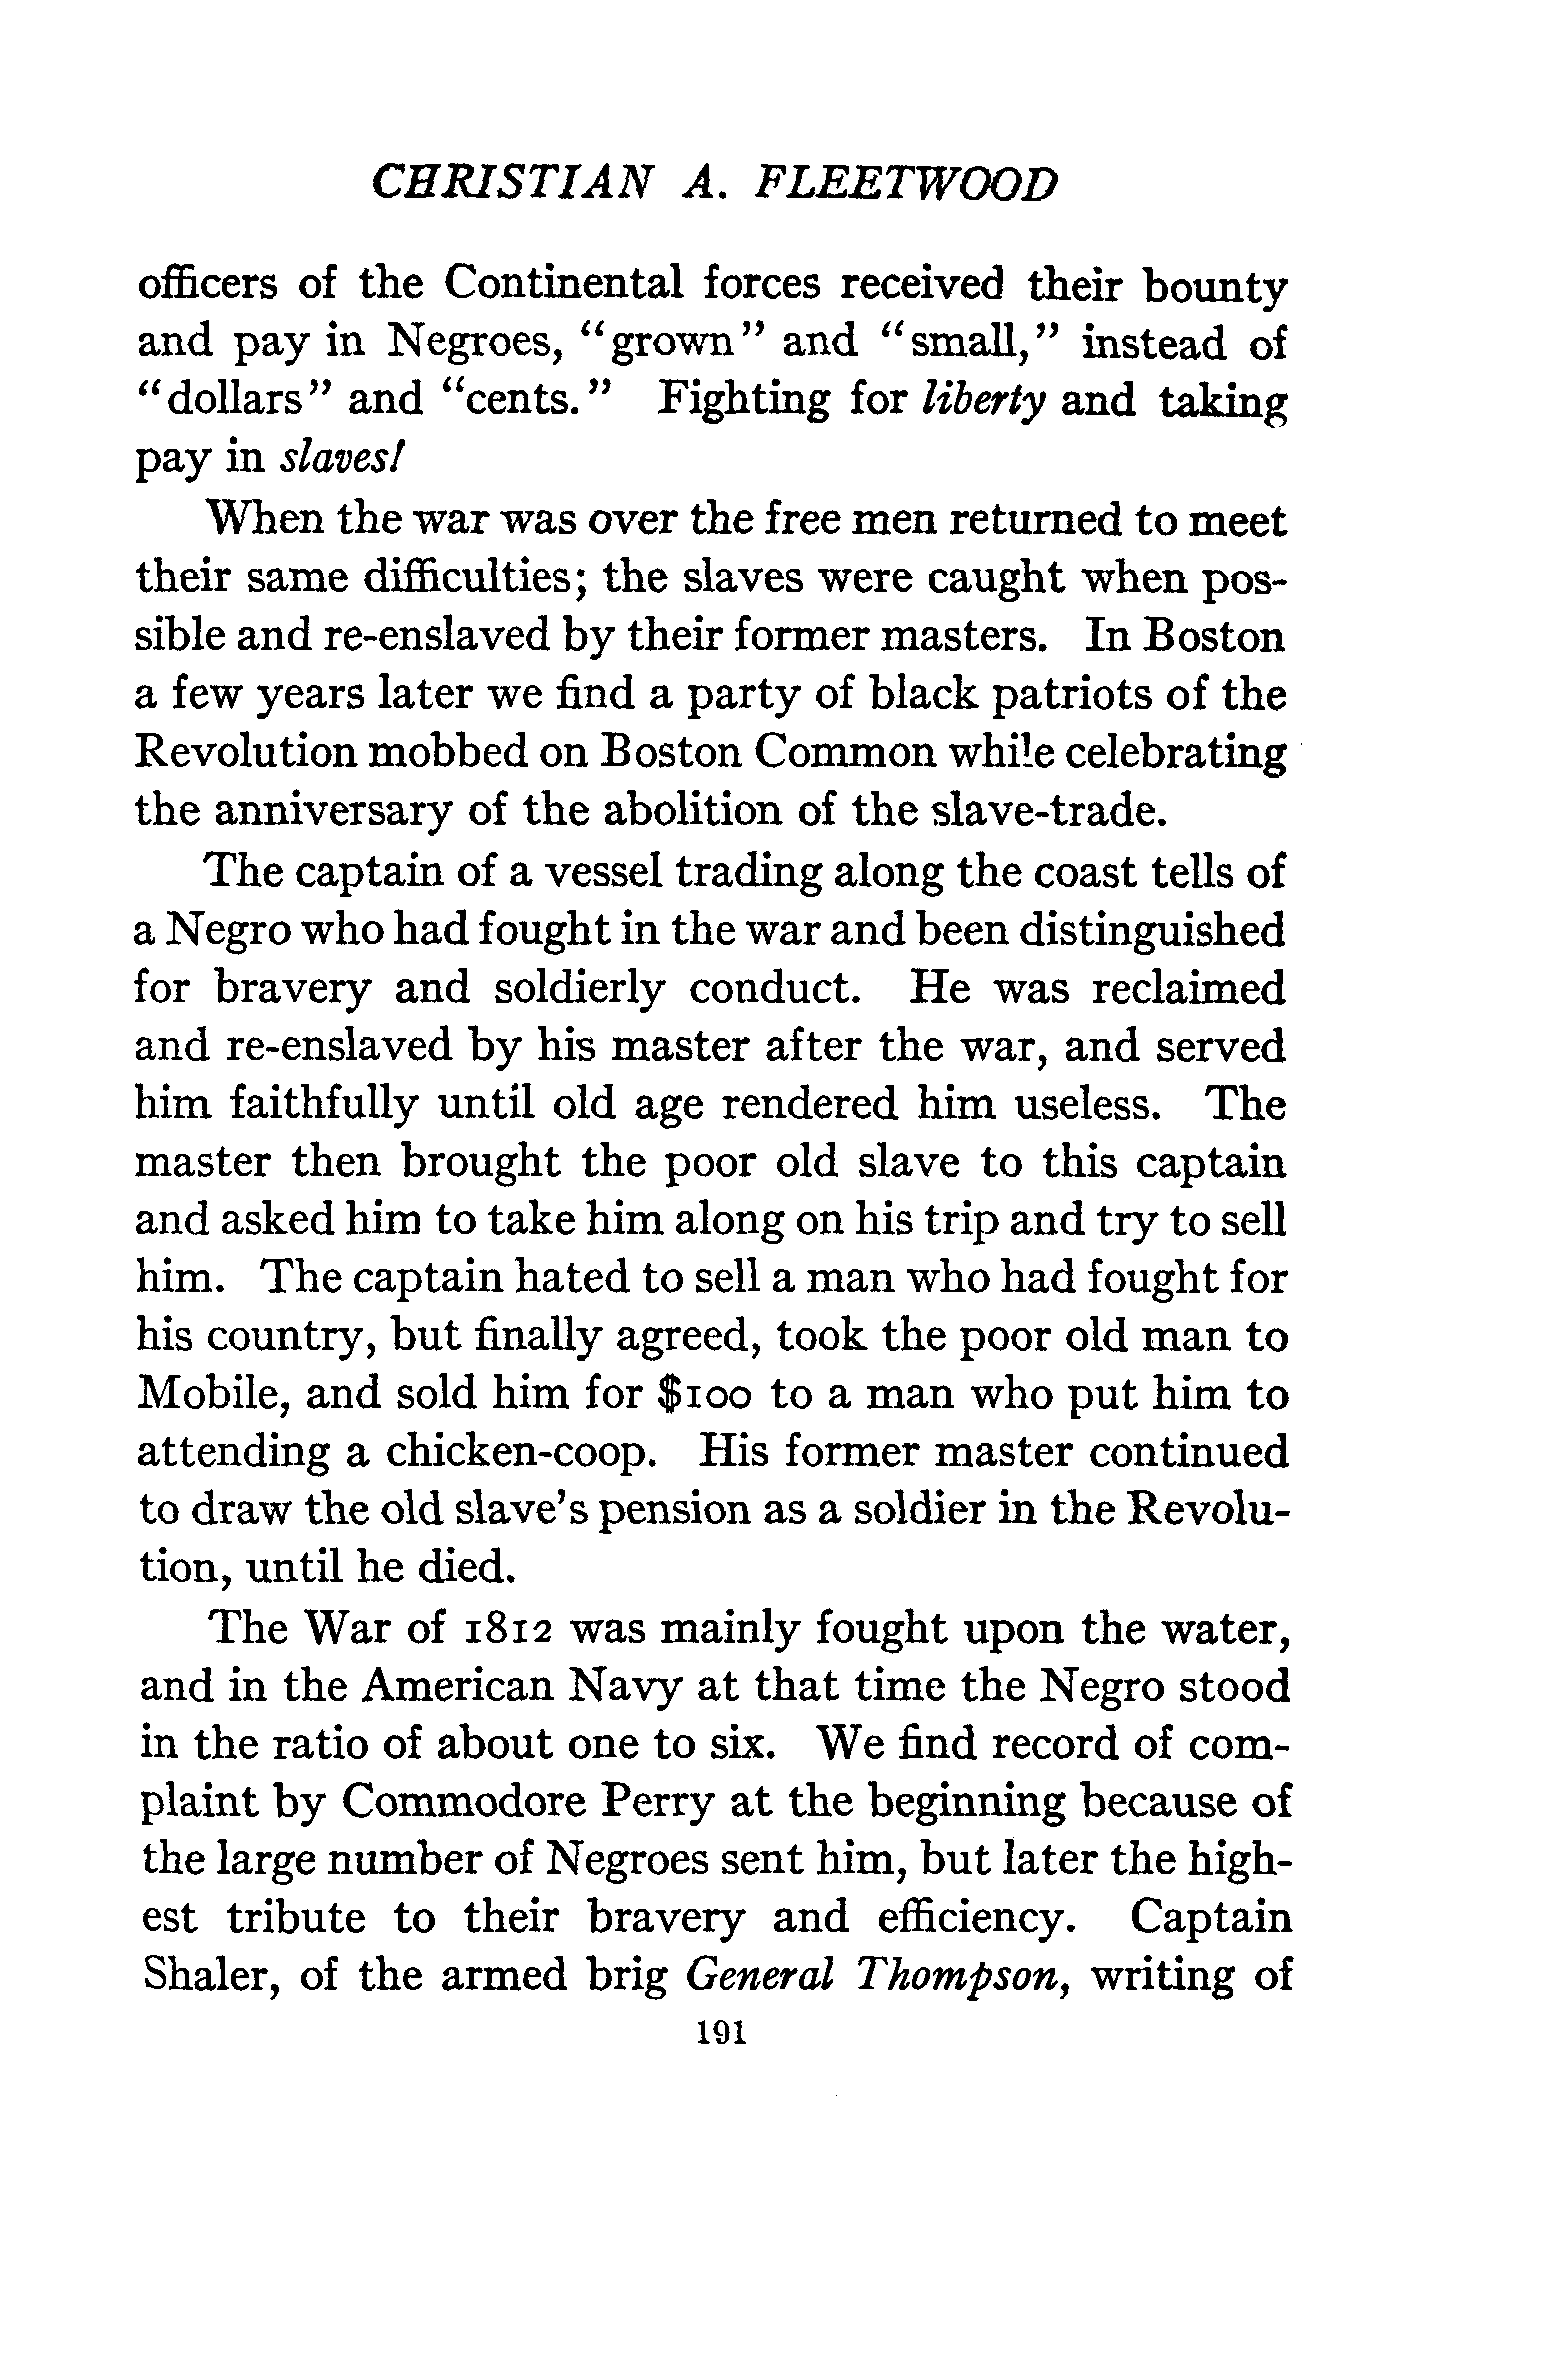 CHRISTIAN A. FLEETWOOD
officers of the Continental forces received their bounty
and pay in Negroes, “grown” and “small,” instead of
“dollars” and “cents.” Fighting for liberty and taking
pay in slaves!
When the war was over the free men returned to meet
their same difficulties; the slaves were caught when pos-
sible and re-enslaved by their former masters. In Boston
a few years later we find a party of black patriots of the
Revolution mobbed on Boston Common while celebrating
the anniversary of the abolition of the slave-trade.
The captain of a vessel trading along the coast tells of
a Negro who had fought in the war and been distinguished
for bravery and soldierly conduct. He was reclaimed
and re-enslaved by his master after the war, and served
him faithfully until old age rendered him useless. The
master then brought the poor old slave to this captain
and asked him to take him along on his trip and try to sell
him. The captain hated to sell a man who had fought for
his country, but finally agreed, took the poor old man to
Mobile, and sold him for $100 to a man who put him to
attending a chicken-coop. His former master continued
to draw the old slave’s pension as a soldier in the Revolu-
tion, until he died.
The War of 1812 was mainly fought upon the water,
and in the American Navy at that time the Negro stood
in the ratio of about one to six. We find record of com-
plaint by Commodore Perry at the beginning because of
the large number of Negroes sent him, but later the high-
est tribute to their bravery and efficiency. Captain
Shaler, of the armed brig General Thompson, writing of
191